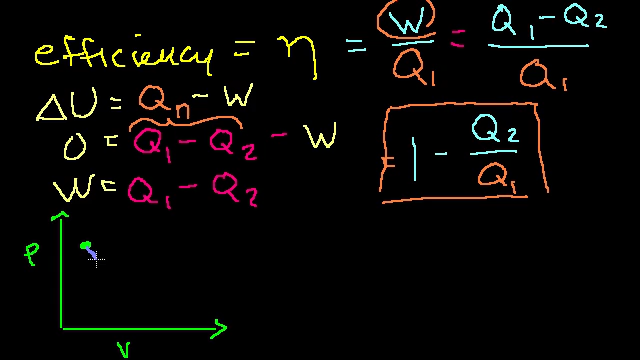 efficiency = η = W/Q₁ = Q₁-Q₂/Q₁
ΔU = Qₙ - W
0 = Q₁ - Q₂ - W
= 1 - Q₂/Q₁
W = Q₁ - Q₂
P
V